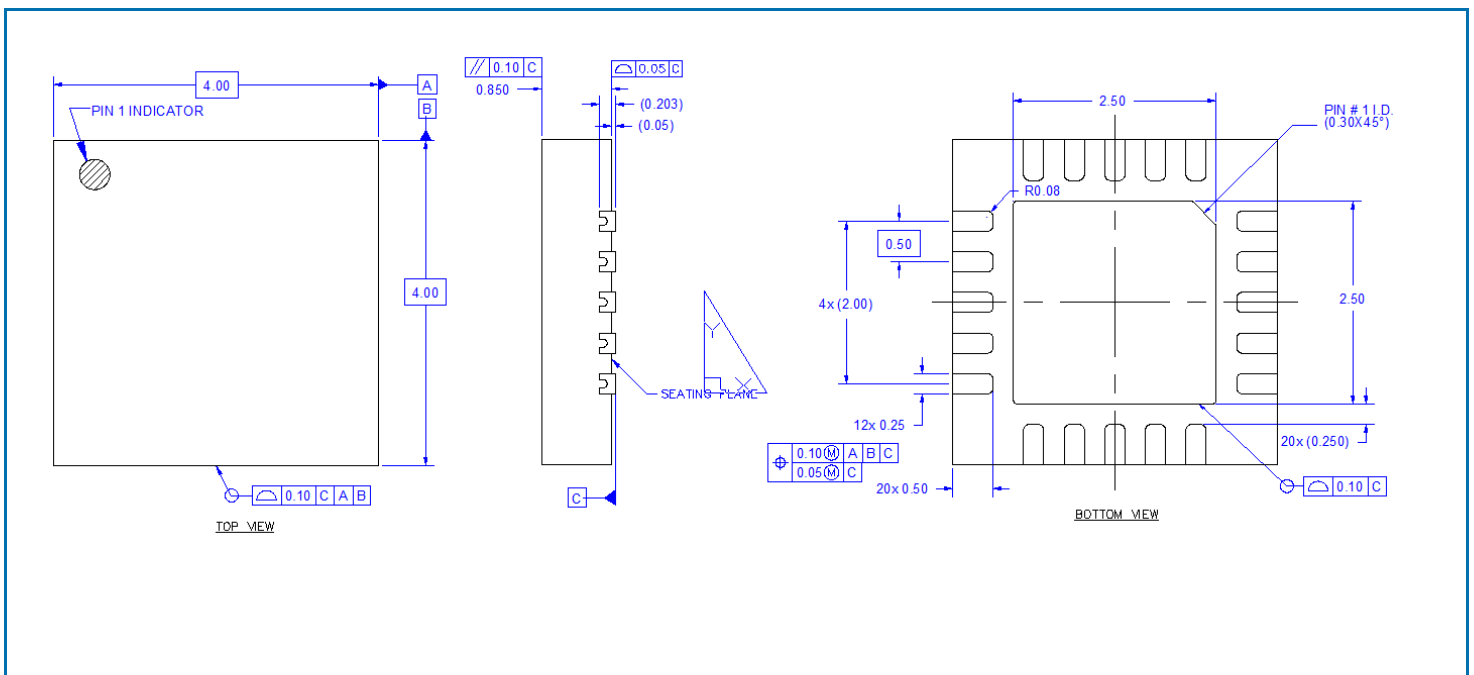 4.00
A
B
PIN 1 INDICATOR
4.00
0.10 C A B
TOP VIEW
// 0.10 C
0.05 C
0.850
(0.203)
(0.05)
Y
X
SEATING PLANE
C
2.50
PIN # 1 I.D.
(0.30X45°)
R0.08
0.50
4x (2.00)
2.50
12x 0.25
20x (0.250)
0.10 Ⓜ A B C
0.05 Ⓜ C
20x 0.50
0.10 C
BOTTOM VIEW